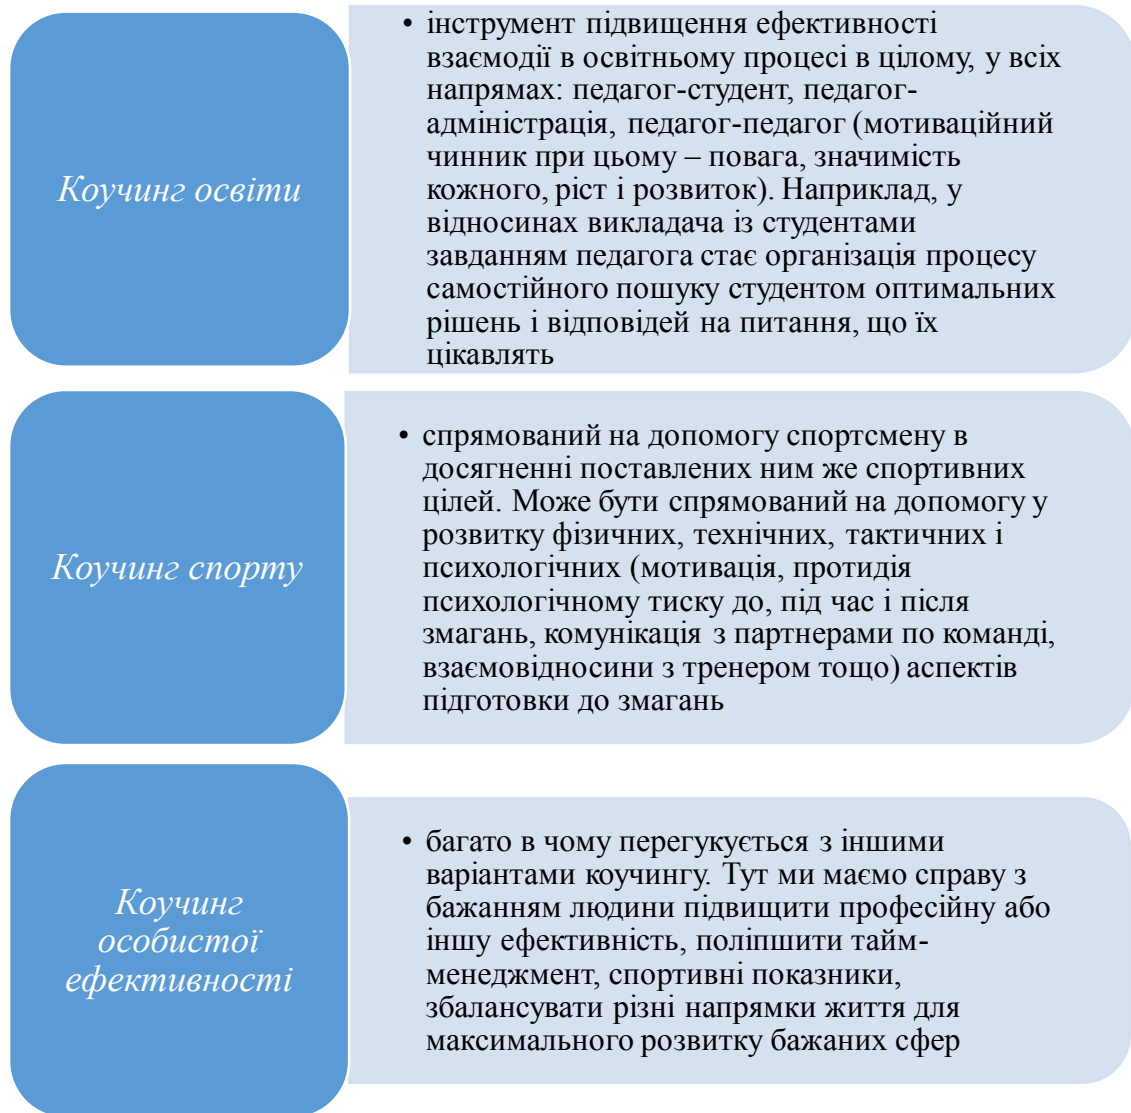 Коучинг освіти
• інструмент підвищення ефективності
взаємодії в освітньому процесі в цілому, у всіх
напрямах: педагог-студент, педагог-
адміністрація, педагог-педагог (мотиваційний
чинник при цьому – повага, значимість
кожного, ріст і розвиток). Наприклад, у
відносинах викладача із студентами
завданням педагога стає організація процесу
самостійного пошуку студентом оптимальних
рішень і відповідей на питання, що їх
цікавлять
Коучинг спорту
• спрямований на допомогу спортсмену в
досягненні поставлених ним же спортивних
цілей. Може бути спрямований на допомогу у
розвитку фізичних, технічних, тактичних і
психологічних (мотивація, протидія
психологічному тиску до, під час і після
змагань, комунікація з партнерами по команді,
взаємовідносини з тренером тощо) аспектів
підготовки до змагань
Коучинг
особистої
ефективності
• багато в чому перегукується з іншими
варіантами коучингу. Тут ми маємо справу з
бажанням людини підвищити професійну або
іншу ефективність, поліпшити тайм-
менеджмент, спортивні показники,
збалансувати різні напрямки життя для
максимального розвитку бажаних сфер